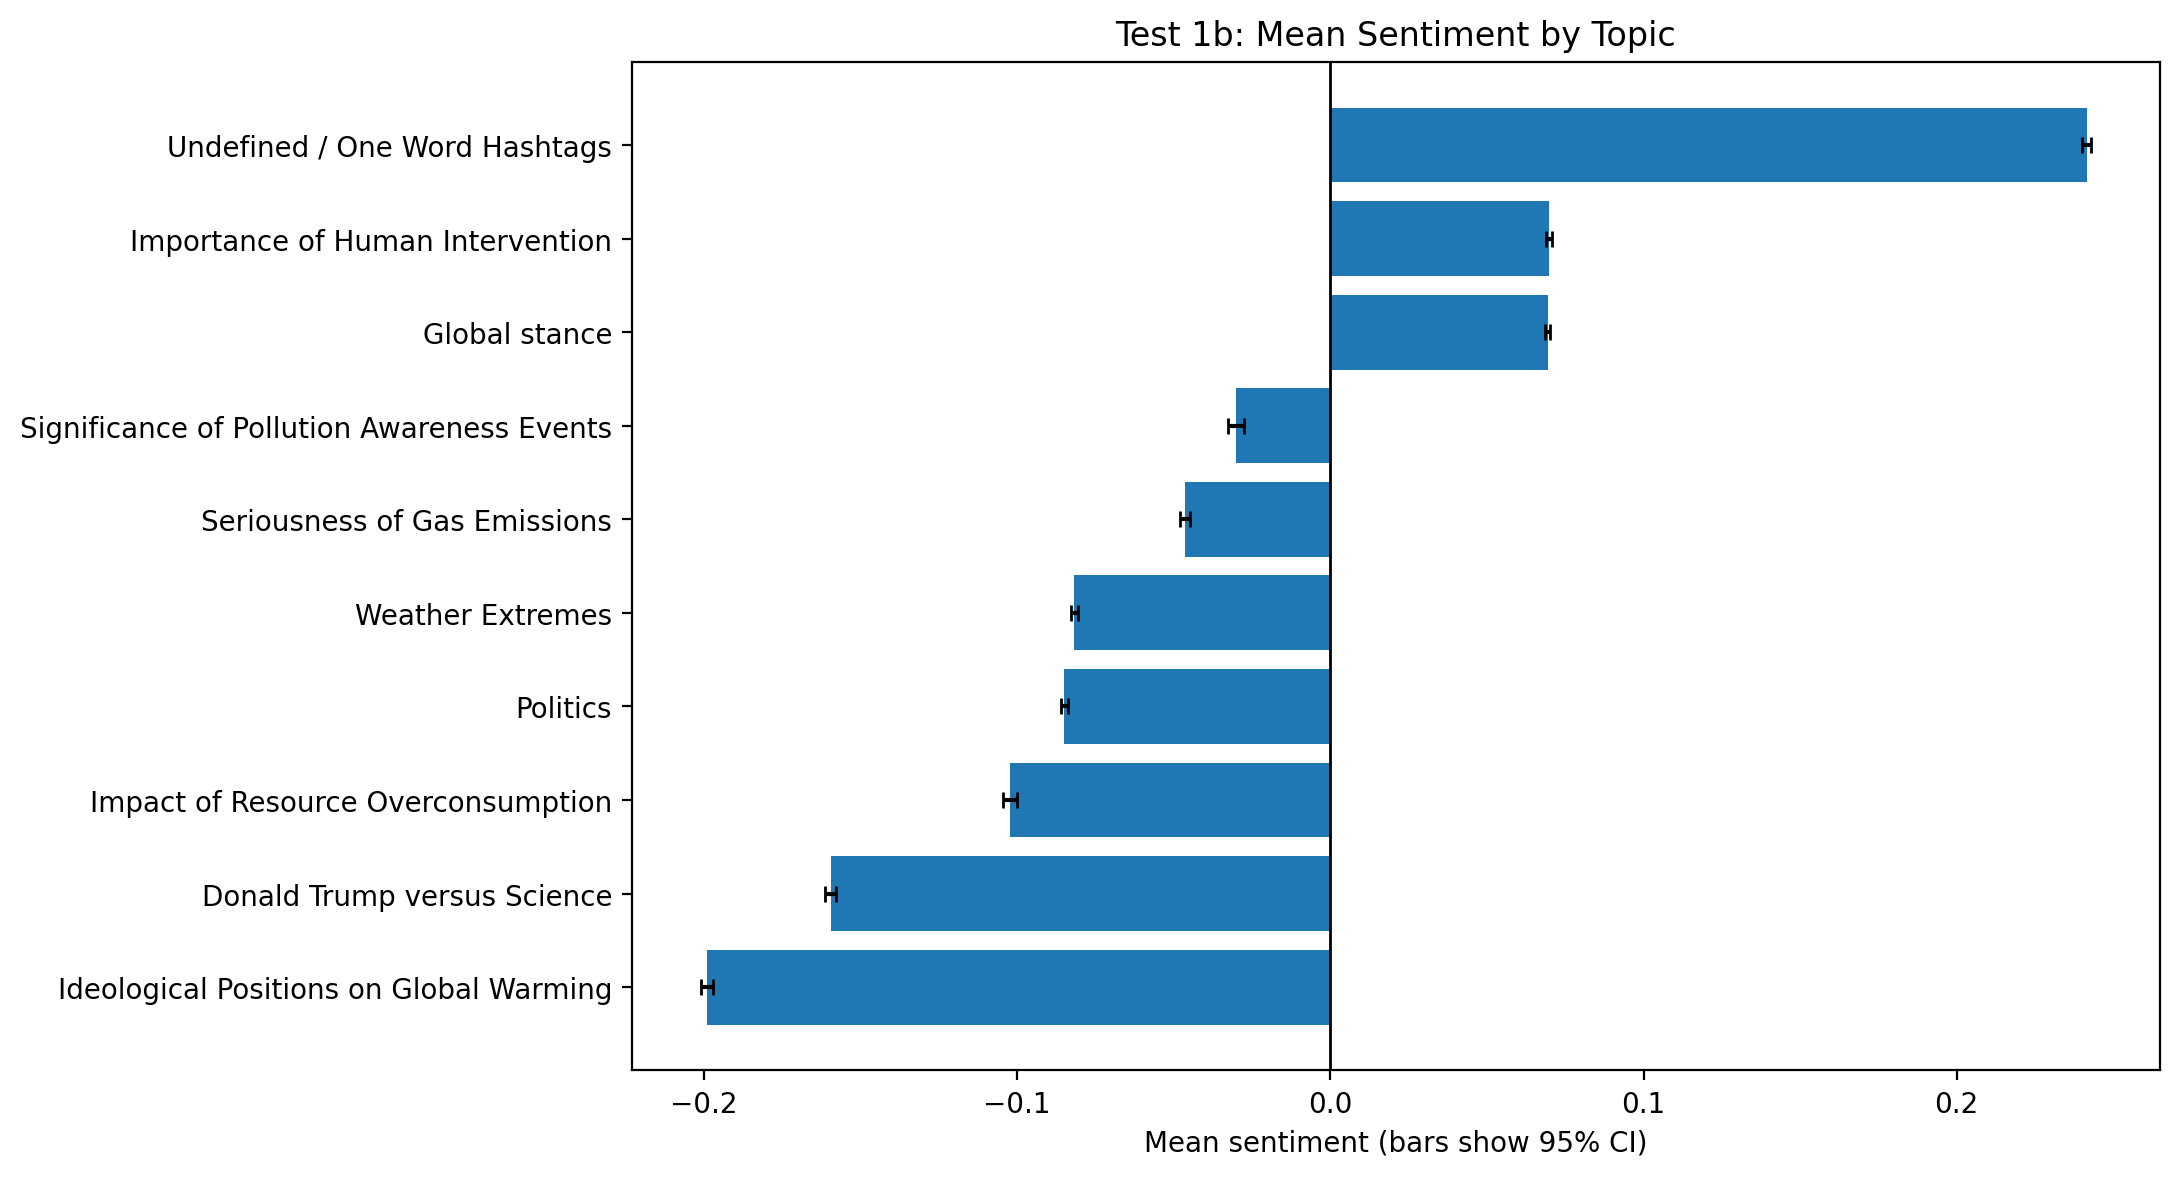 Test 1b: Mean Sentiment by Topic
Undefined / One Word Hashtags
Importance of Human Intervention
Global stance
Significance of Pollution Awareness Events
Seriousness of Gas Emissions
Weather Extremes
Politics
Impact of Resource Overconsumption
Donald Trump versus Science
Ideological Positions on Global Warming
−0.2 −0.1 0.0 0.1 0.2
Mean sentiment (bars show 95% CI)